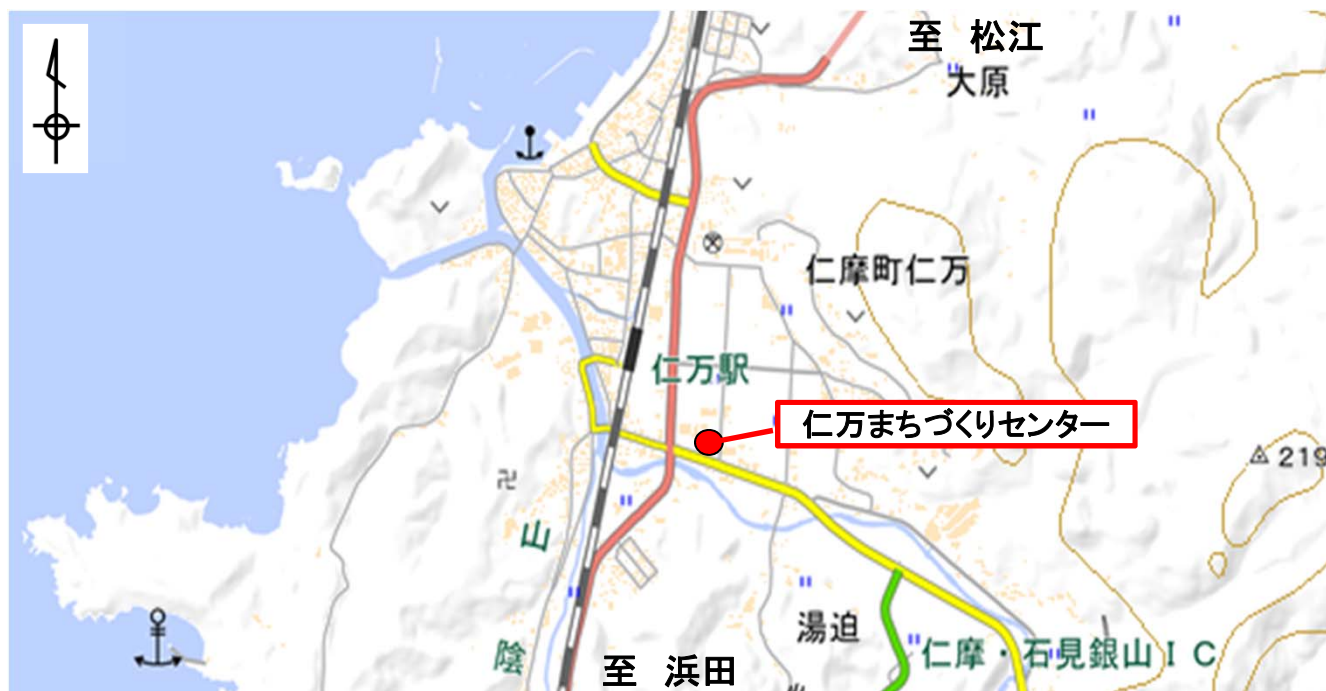 至 松江
大原
仁摩町仁万
仁万駅
仁万まちづくりセンター
219
山
陰
湯迫
仁摩・石見銀山IC
至 浜田